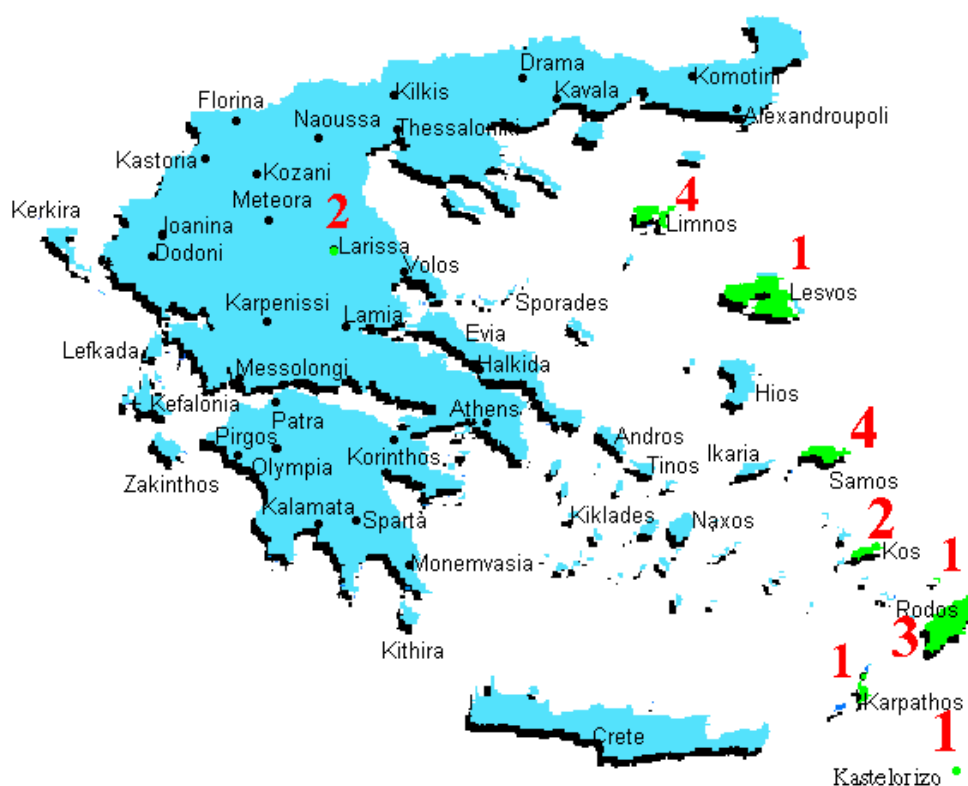 Drama
Komotini
Kilkis
Kavala
Florina
Alexandroupoli
Naoussa
Thessaloniki
Kastoria
Kozani
Meteora
2
4
Kerkira
Joanina
Limnos
Larissa
Dodoni
1
Volos
Lesvos
Karpenissi
Sporades
Lamia
Evia
Lefkada
Messolongi
Halkida
Hios
Kefalonia
Athens
Patra
4
Pirgos
Andros
Ikaria
Korinthos
Olympia
Tinos
Zakinthos
Samos
Kalamata
Sparta
Kiklades
Naxos
2
Kos
Monemvasia
1
Rodos
3
Kithira
1
Karpathos
Crete
1
Kastelorizo